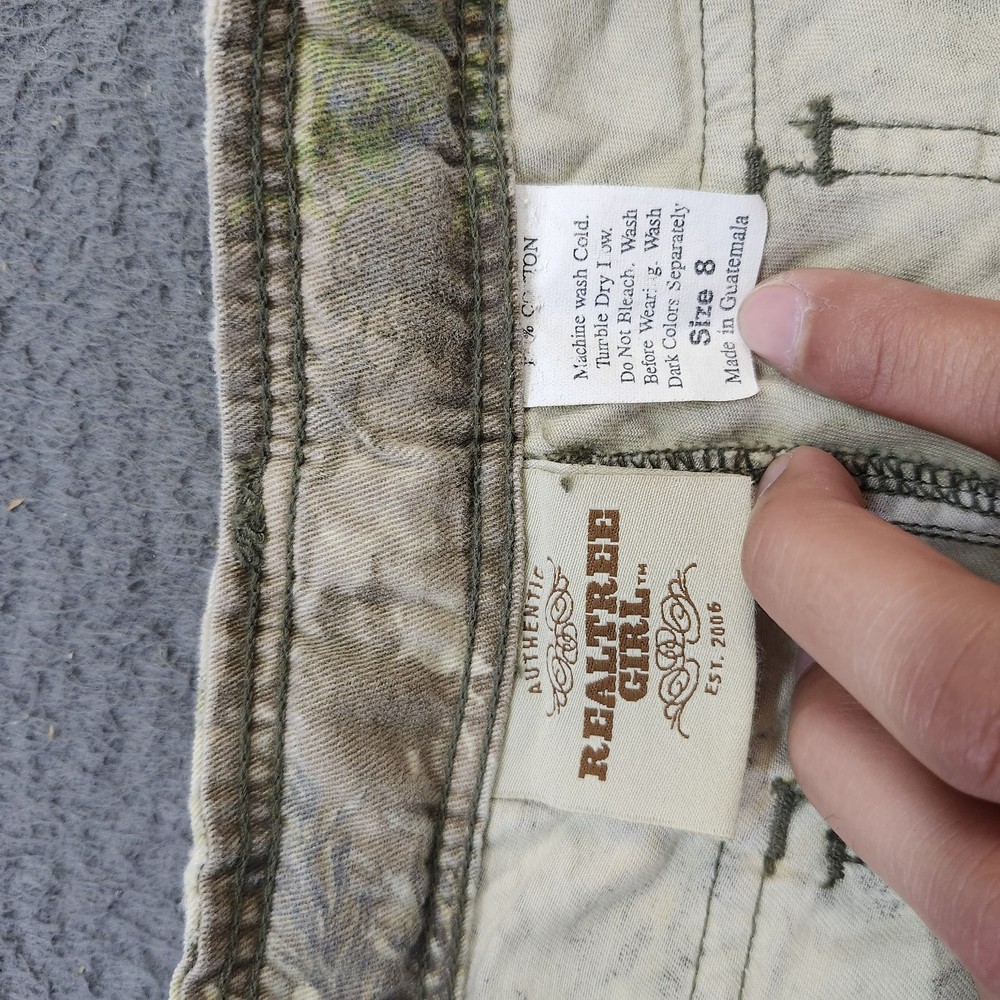 Machine wash Cold.
Tumble Dry Low.
Do Not Bleach. Wash
Before Wearing. Wash
Dark Colors Separately
Size 8
Made in Guatemala
AUTHENTIC
REALTREE
GIRL™
EST. 2006